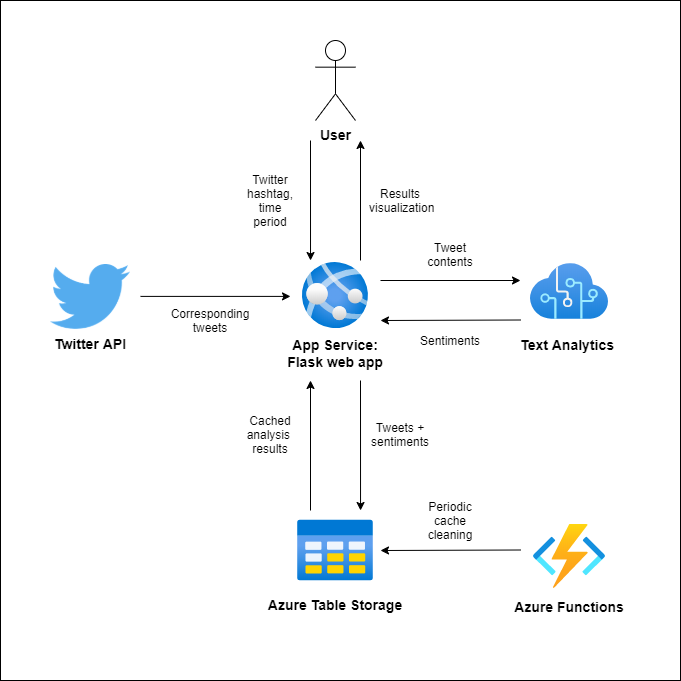 User
Twitter
hashtag,
time
period
Results
visualization
Tweet
contents
Corresponding
tweets
Sentiments
Twitter API
App Service:
Flask web app
Text Analytics
Cached
analysis
results
Tweets +
sentiments
Periodic
cache
cleaning
Azure Table Storage
Azure Functions